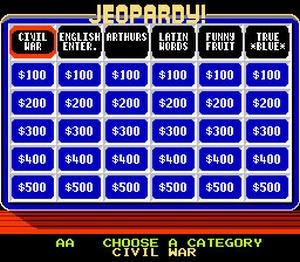 JEOPARDY!
CIVIL WAR ENGLISH ENTER. ARTHURS LATIN WORDS FUNNY FRUIT TRUE *BLUE*
$100 $100 $100 $100 $100 $100
$200 $200 $200 $200 $200 $200
$300 $300 $300 $300 $300 $300
$400 $400 $400 $400 $400 $400
$500 $500 $500 $500 $500 $500
AA CHOOSE A CATEGORY
CIVIL WAR